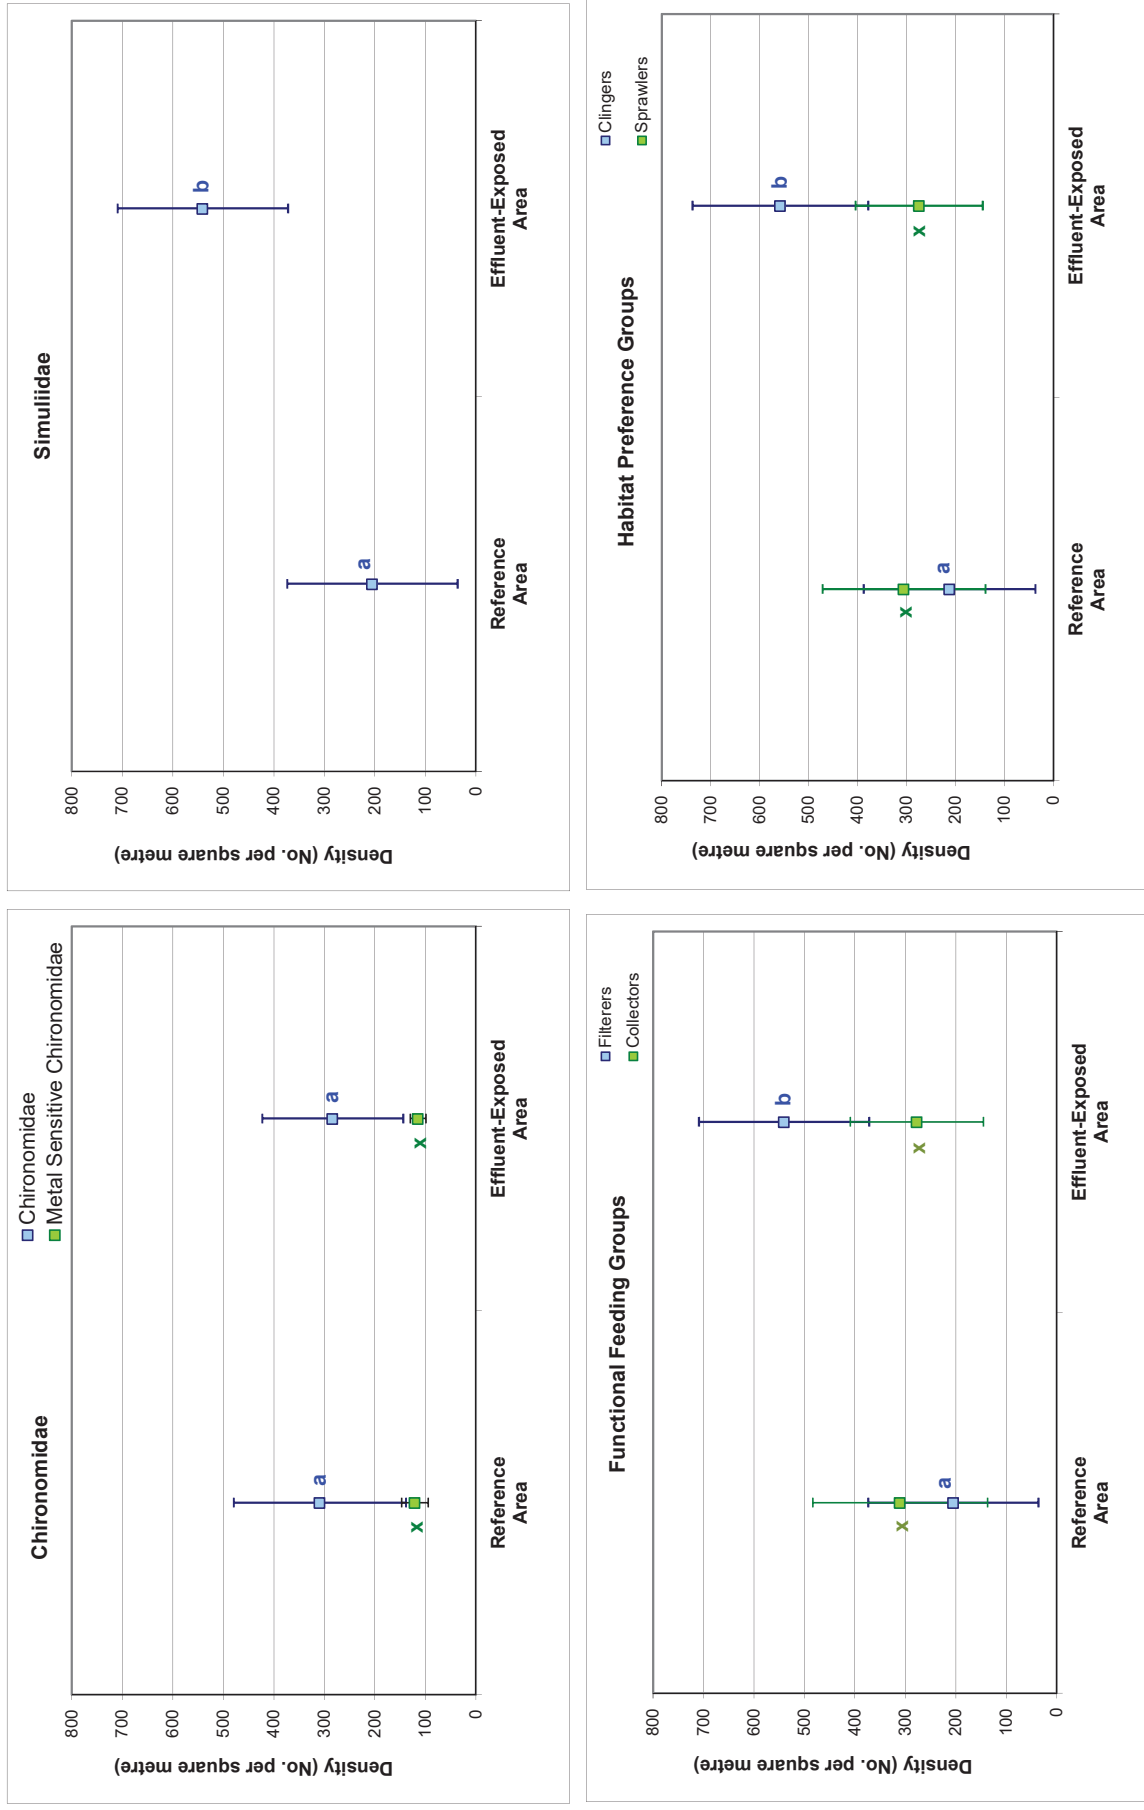 Chironomidae
Chironomidae
Metal Sensitive Chironomidae
Density (No. per square metre)
800
700
600
500
400
300
200
100
0
a
x
a
x
Reference
Area
Effluent-Exposed
Area
Simuliidae
Density (No. per square metre)
800
700
600
500
400
300
200
100
0
a
b
Reference
Area
Effluent-Exposed
Area
Functional Feeding Groups
Filterers
Collectors
Density (No. per square metre)
800
700
600
500
400
300
200
100
0
x
a
b
x
Reference
Area
Effluent-Exposed
Area
Habitat Preference Groups
Clingers
Sprawlers
Density (No. per square metre)
800
700
600
500
400
300
200
100
0
x
a
b
x
Reference
Area
Effluent-Exposed
Area